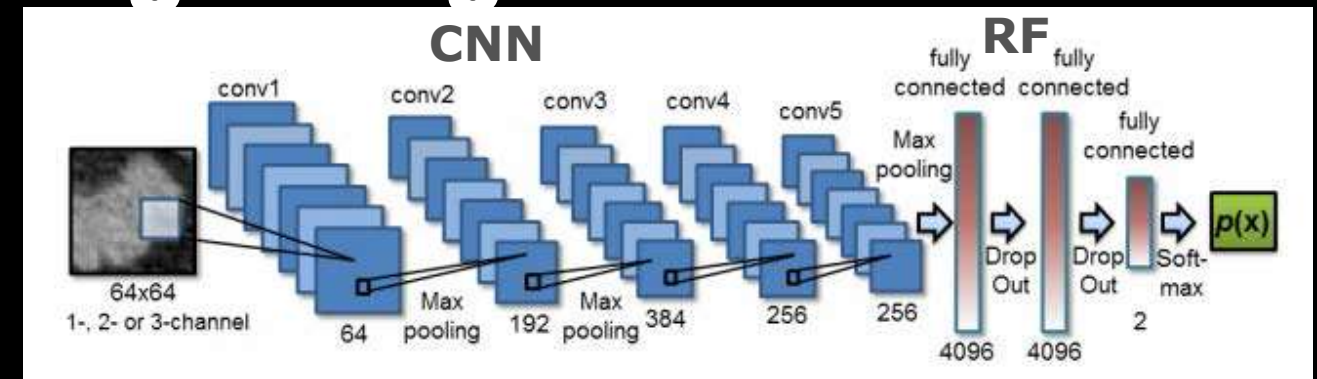 CNN
RF
conv1
conv2
conv3
conv4
conv5
Max
pooling
fully
connected
fully
connected
fully
connected
64x64
1-, 2- or 3-channel
64
Max
pooling
192
Max
pooling
384
256
256
4096
Drop
Out
4096
Drop
Out
2
Soft-
max
p(x)